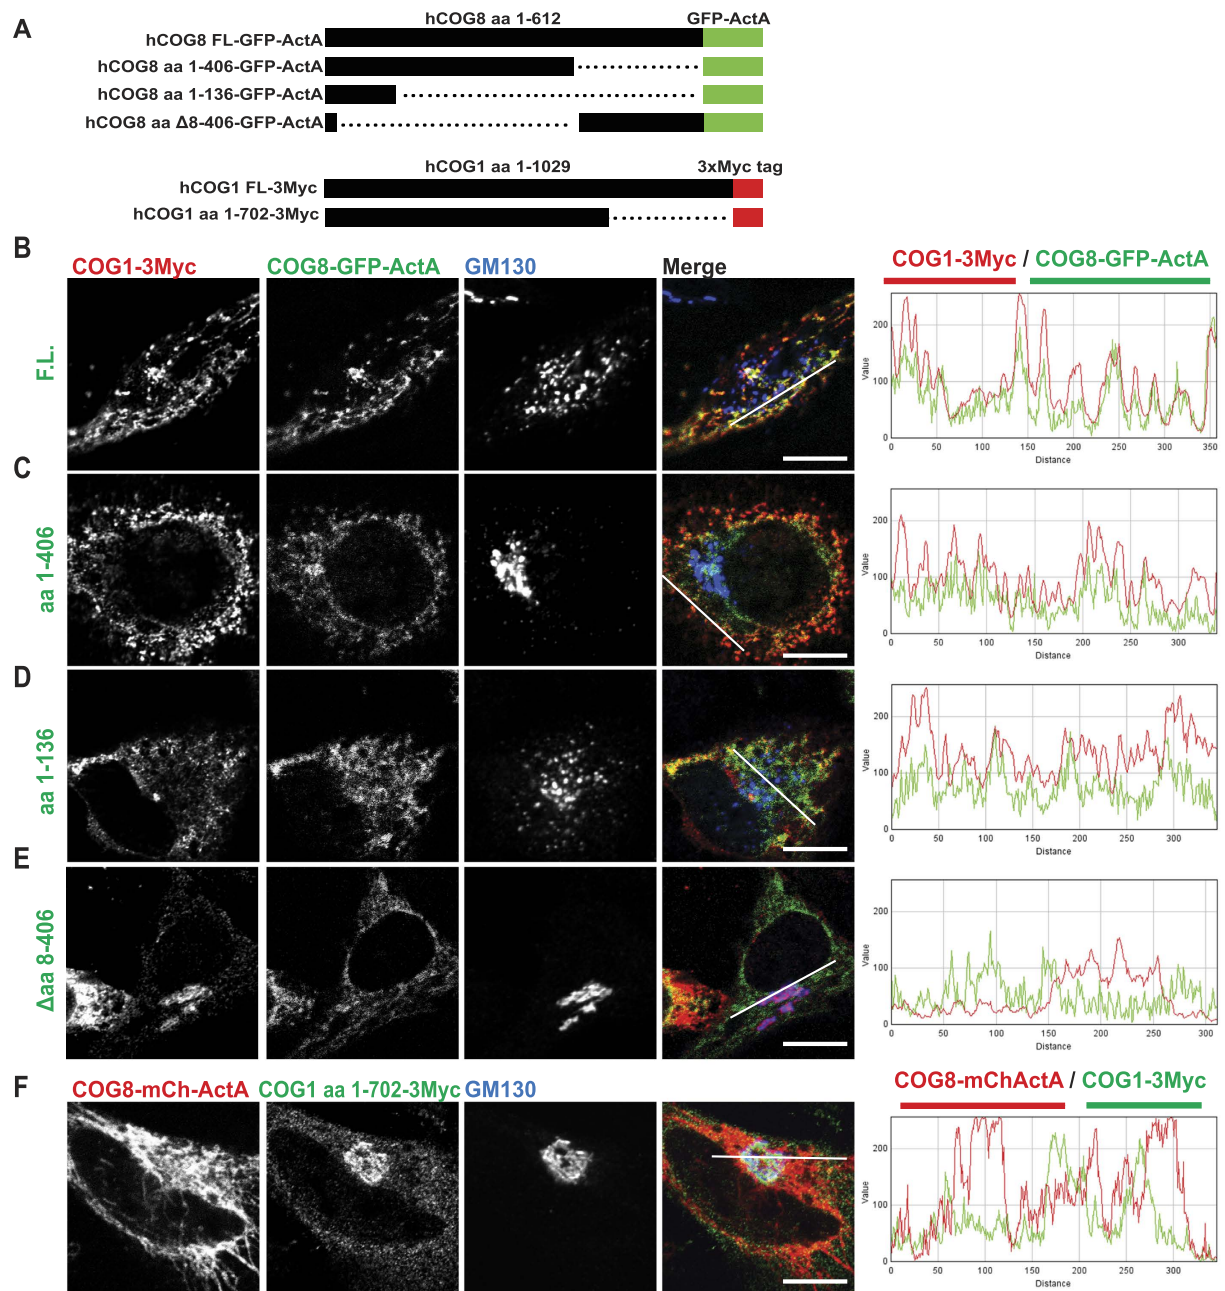 A
hCOG8 aa 1-612 GFP-ActA
hCOG8 FL-GFP-ActA
hCOG8 aa 1-406-GFP-ActA
hCOG8 aa 1-136-GFP-ActA
hCOG8 aa Δ8-406-GFP-ActA
hCOG1 aa 1-1029 3xMyc tag
hCOG1 FL-3Myc
hCOG1 aa 1-702-3Myc
B
COG1-3Myc COG8-GFP-ActA GM130 Merge COG1-3Myc / COG8-GFP-ActA
F.L.
Value
200
100
0
0 50 100 150 200 250 300 350
Distance
C
aa 1-406
Value
200
100
0
0 50 100 150 200 250 300
Distance
D
aa 1-136
Value
200
100
0
0 50 100 150 200 250 300
Distance
E
Δaa 8-406
Value
200
100
0
0 50 100 150 200 250 300
Distance
F
COG8-mCh-ActA COG1 aa 1-702-3Myc GM130 COG8-mChActA / COG1-3Myc
Value
200
100
0
0 50 100 150 200 250 300
Distance